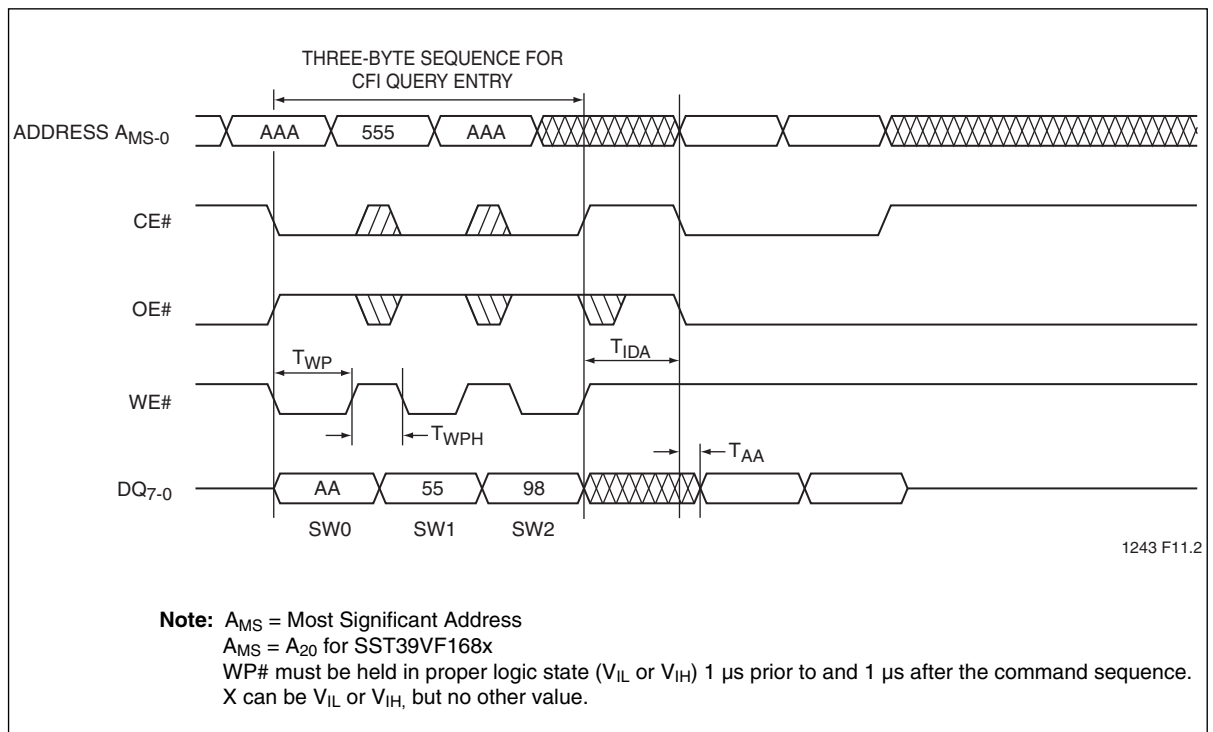 THREE-BYTE SEQUENCE FOR
CFI QUERY ENTRY
ADDRESS AMS-0
AAA
555
AAA
CE#
OE#
TWP
TIDA
WE#
TWPH
TAA
DQ7-0
AA
55
98
SW0
SW1
SW2
1243 F11.2
Note: AMS = Most Significant Address
AMS = A20 for SST39VF168x
WP# must be held in proper logic state (VIL or VIH) 1 µs prior to and 1 µs after the command sequence.
X can be VIL or VIH, but no other value.